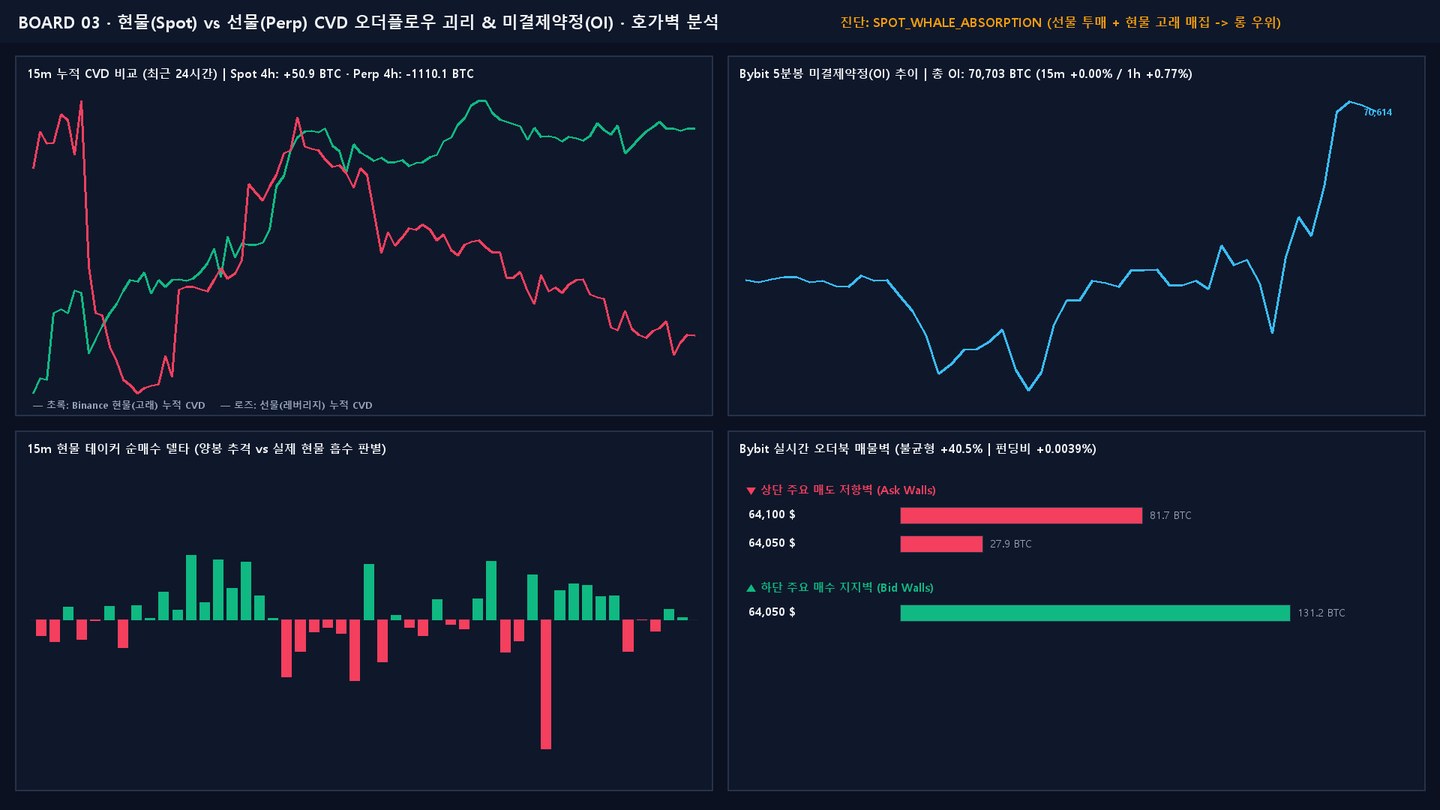 BOARD 03 · 현물(Spot) vs 선물(Perp) CVD 오더플로우 괴리 & 미결제약정(OI) · 호가벽 분석
진단: SPOT_WHALE_ABSORPTION (선물 투매 + 현물 고래 매집 -> 롱 우위)
15m 누적 CVD 비교 (최근 24시간) | Spot 4h: +50.9 BTC · Perp 4h: -1110.1 BTC
— 초록: Binance 현물(고래) 누적 CVD — 로즈: 선물(레버리지) 누적 CVD
Bybit 5분봉 미결제약정(OI) 추이 | 총 OI: 70,703 BTC (15m +0.00% / 1h +0.77%)
70,614
15m 현물 테이커 순매수 델타 (양봉 추격 vs 실제 현물 흡수 판별)
Bybit 실시간 오더북 매물벽 (불균형 +40.5% | 펀딩비 +0.0039%)
▼ 상단 주요 매도 저항벽 (Ask Walls)
64,100 $ 81.7 BTC
64,050 $ 27.9 BTC
▲ 하단 주요 매수 지지벽 (Bid Walls)
64,050 $ 131.2 BTC